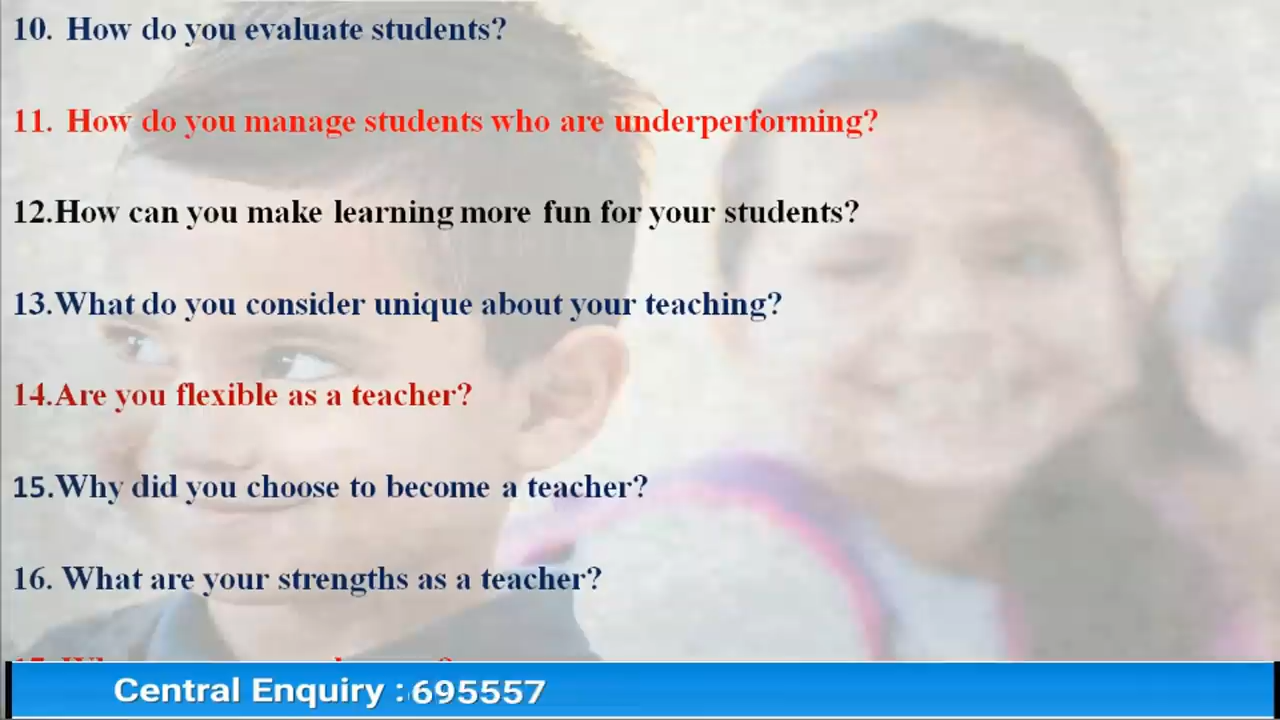 10. How do you evaluate students?
11. How do you manage students who are underperforming?
12.How can you make learning more fun for your students?
13.What do you consider unique about your teaching?
14.Are you flexible as a teacher?
15.Why did you choose to become a teacher?
16. What are your strengths as a teacher?
Central Enquiry :695557